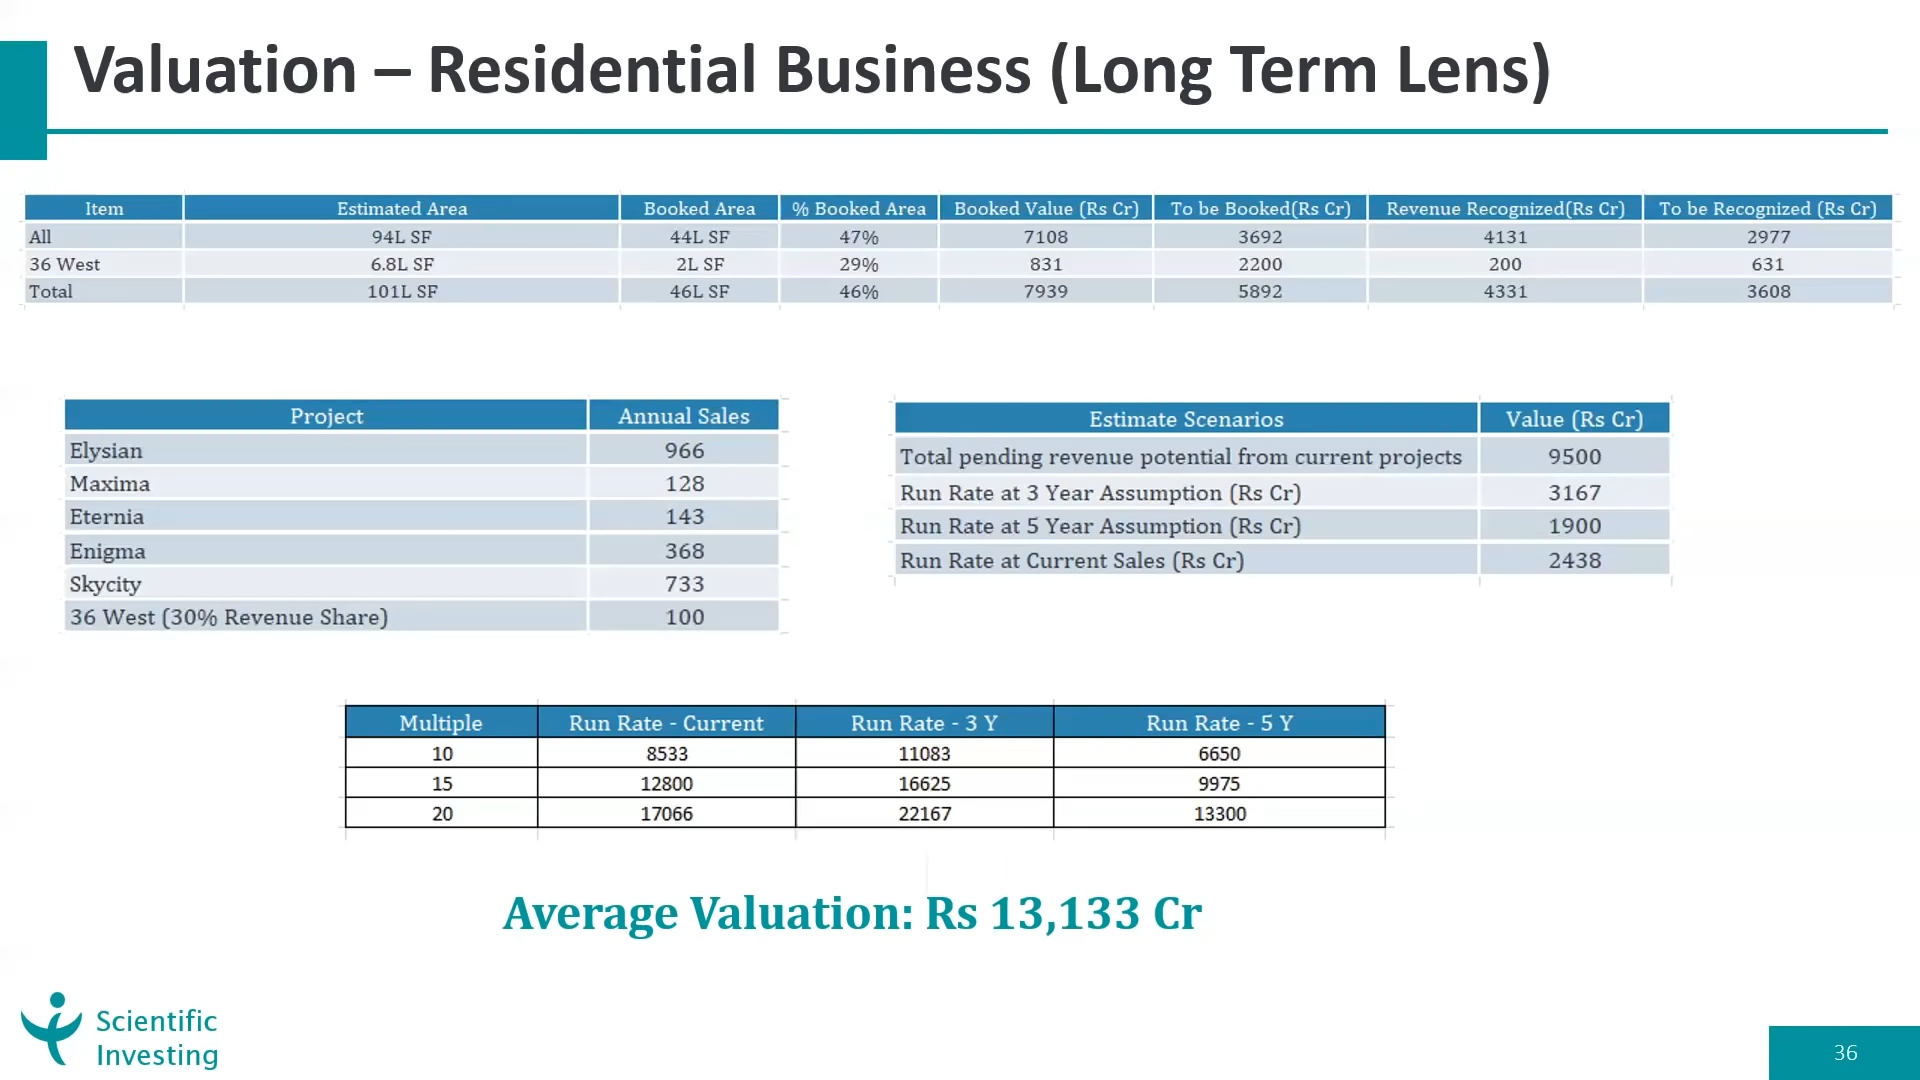 Valuation – Residential Business (Long Term Lens)
Item Estimated Area Booked Area % Booked Area Booked Value (Rs Cr) To be Booked(Rs Cr) Revenue Recognized(Rs Cr) To be Recognized (Rs Cr)
All 94L SF 44L SF 47% 7108 3692 4131 2977
36 West 6.8L SF 2L SF 29% 831 2200 200 631
Total 101L SF 46L SF 46% 7939 5892 4331 3608
Project Annual Sales
Elysian 966
Maxima 128
Eternia 143
Enigma 368
Skycity 733
36 West (30% Revenue Share) 100
Estimate Scenarios Value (Rs Cr)
Total pending revenue potential from current projects 9500
Run Rate at 3 Year Assumption (Rs Cr) 3167
Run Rate at 5 Year Assumption (Rs Cr) 1900
Run Rate at Current Sales (Rs Cr) 2438
Multiple Run Rate - Current Run Rate - 3 Y Run Rate - 5 Y
10 8533 11083 6650
15 12800 16625 9975
20 17066 22167 13300
Average Valuation: Rs 13,133 Cr
Scientific
Investing
36